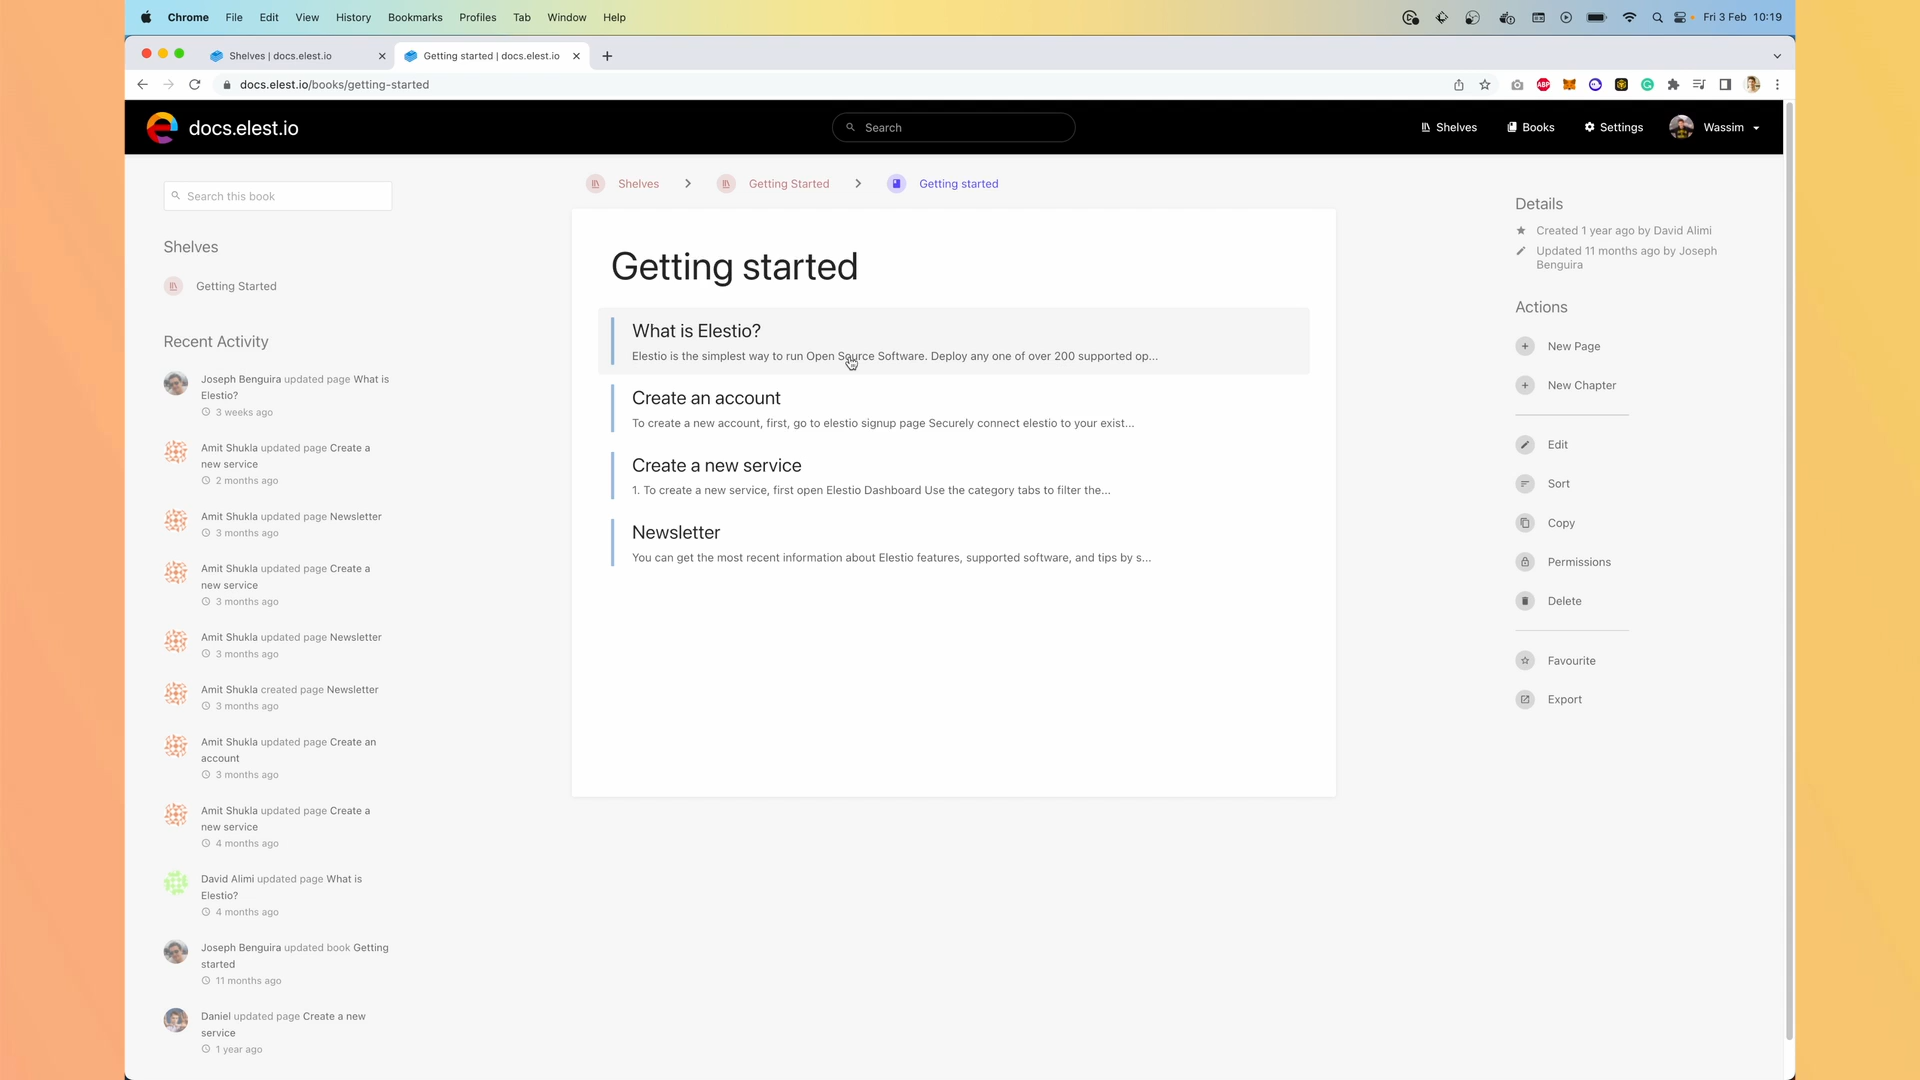 Chrome File Edit View History Bookmarks Profiles Tab Window Help Fri 3 Feb 10:19
Shelves | docs.elest.io
Getting started | docs.elest.io
docs.elest.io/books/getting-started
ABP
docs.elest.io
Search
Shelves Books Settings Wassim
Search this book
Shelves
Getting Started
Recent Activity
Joseph Benguira updated page What is
Elestio?
3 weeks ago
Amit Shukla updated page Create a
new service
2 months ago
Amit Shukla updated page Newsletter
3 months ago
Amit Shukla updated page Create a
new service
3 months ago
Amit Shukla updated page Newsletter
3 months ago
Amit Shukla created page Newsletter
3 months ago
Amit Shukla updated page Create an
account
3 months ago
Amit Shukla updated page Create a
new service
4 months ago
David Alimi updated page What is
Elestio?
4 months ago
Joseph Benguira updated book Getting
started
11 months ago
Daniel updated page Create a new
service
1 year ago
Shelves Getting Started Getting started
Getting started
What is Elestio?
Elestio is the simplest way to run Open Source Software. Deploy any one of over 200 supported op...
Create an account
To create a new account, first, go to elestio signup page Securely connect elestio to your exist...
Create a new service
1. To create a new service, first open Elestio Dashboard Use the category tabs to filter the...
Newsletter
You can get the most recent information about Elestio features, supported software, and tips by s...
Details
Created 1 year ago by David Alimi
Updated 11 months ago by Joseph
Benguira
Actions
New Page
New Chapter
Edit
Sort
Copy
Permissions
Delete
Favourite
Export